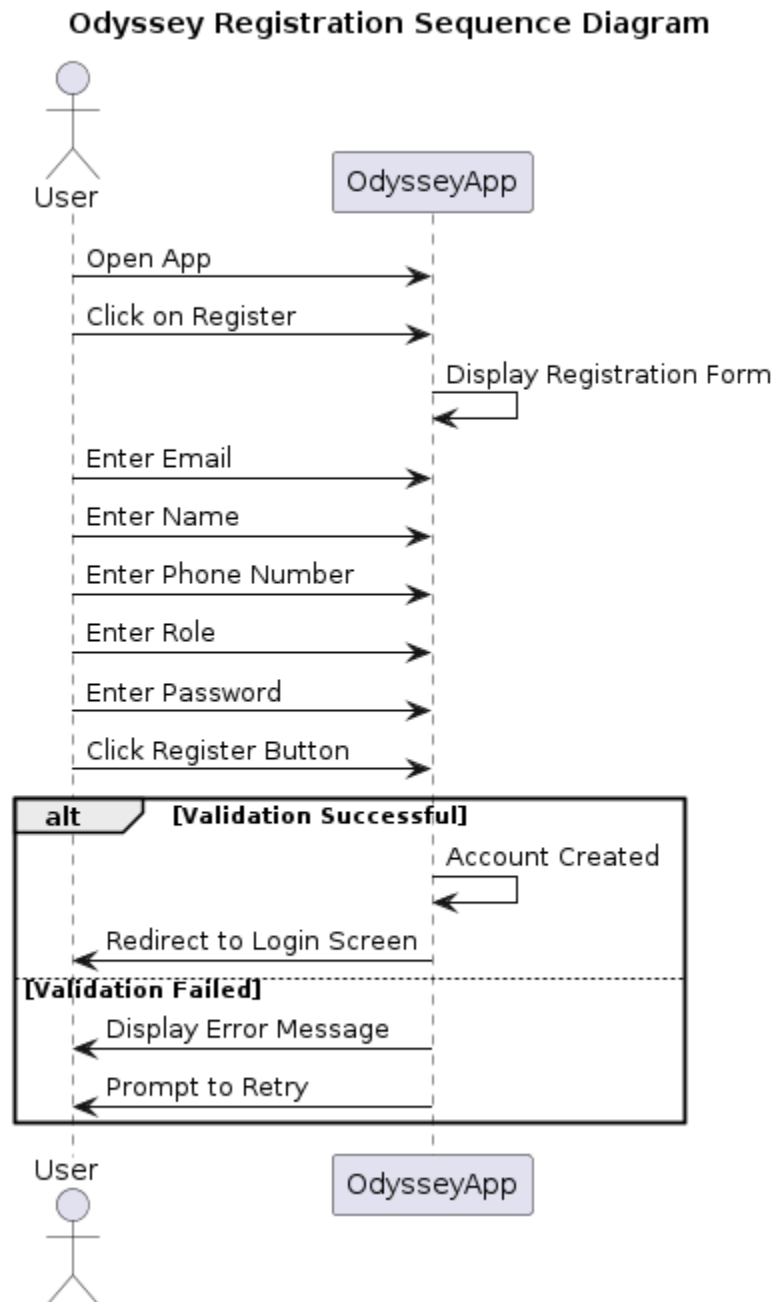 Odyssey Registration Sequence Diagram
User
OdysseyApp
Open App
Click on Register
Display Registration Form
Enter Email
Enter Name
Enter Phone Number
Enter Role
Enter Password
Click Register Button
alt [Validation Successful]
Account Created
Redirect to Login Screen
[Validation Failed]
Display Error Message
Prompt to Retry
User
OdysseyApp